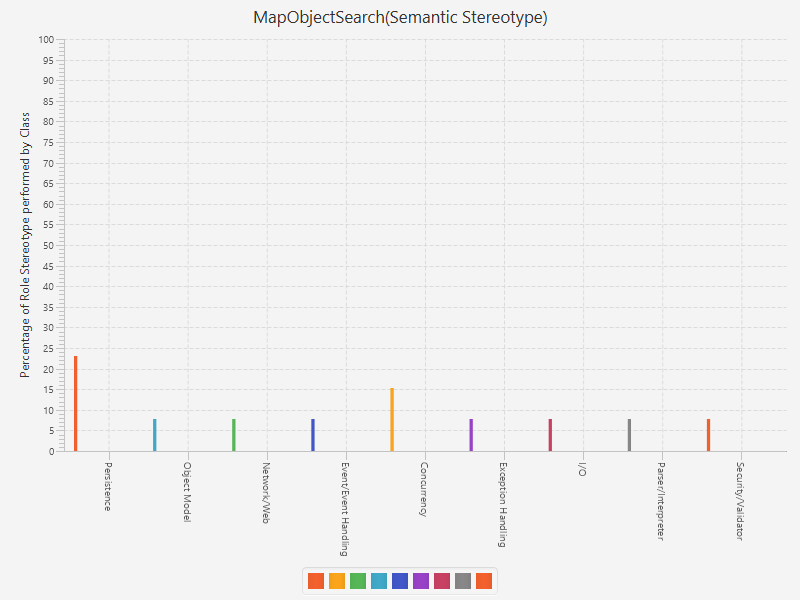 MapObjectSearch(Semantic Stereotype)
Percentage of Role Stereotype performed by Class
100
95
90
85
80
75
70
65
60
55
50
45
40
35
30
25
20
15
10
5
0
Persistence
Object Model
Network/Web
Event/Event Handling
Concurrency
Exception Handling
I/O
Parser/Interpreter
Security/Validator